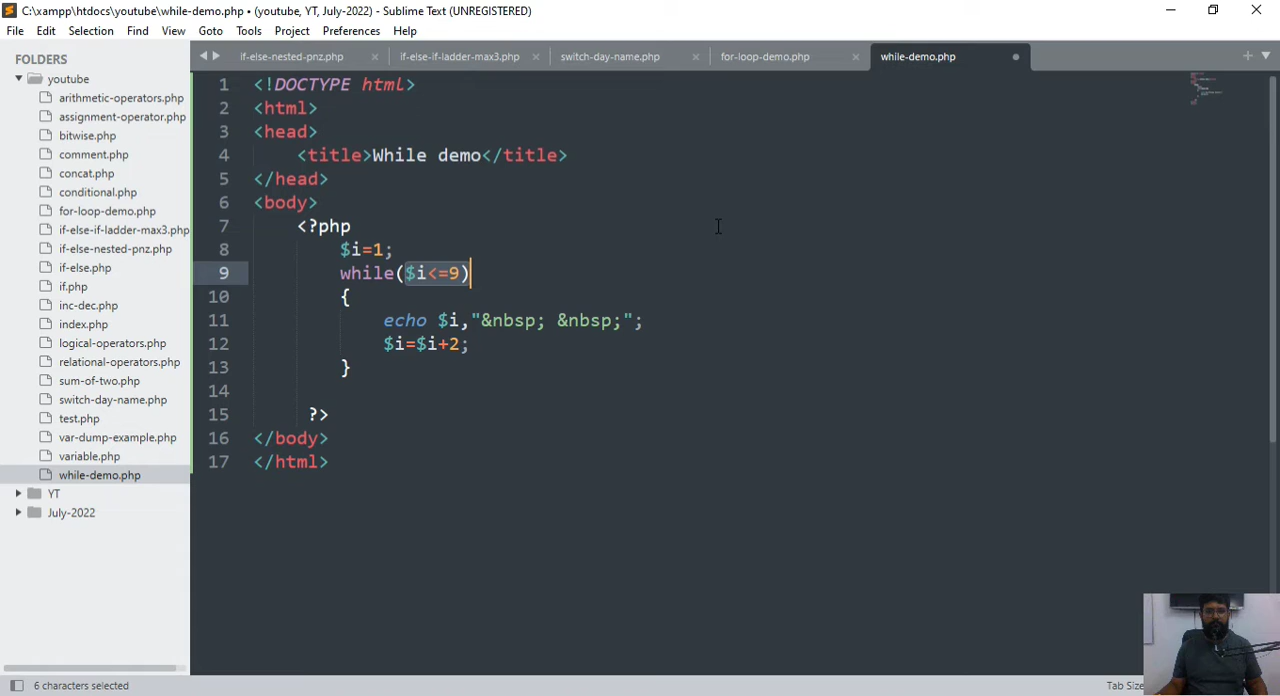 C:\xampp\htdocs\youtube\while-demo.php • (youtube, YT, July-2022) - Sublime Text (UNREGISTERED)
File Edit Selection Find View Goto Tools Project Preferences Help
FOLDERS
youtube
arithmetic-operators.php
assignment-operator.php
bitwise.php
comment.php
concat.php
conditional.php
for-loop-demo.php
if-else-if-ladder-max3.php
if-else-nested-pnz.php
if-else.php
if.php
inc-dec.php
index.php
logical-operators.php
relational-operators.php
sum-of-two.php
switch-day-name.php
test.php
var-dump-example.php
variable.php
while-demo.php
YT
July-2022
if-else-nested-pnz.php if-else-if-ladder-max3.php switch-day-name.php for-loop-demo.php while-demo.php
1 <!DOCTYPE html>
2 <html>
3 <head>
4 <title>While demo</title>
5 </head>
6 <body>
7 <?php
8 $i=1;
9 while($i<=9)
10 {
11 echo $i,"&nbsp; &nbsp;";
12 $i=$i+2;
13 }
14
15 ?>
16 </body>
17 </html>
6 characters selected
Tab Size